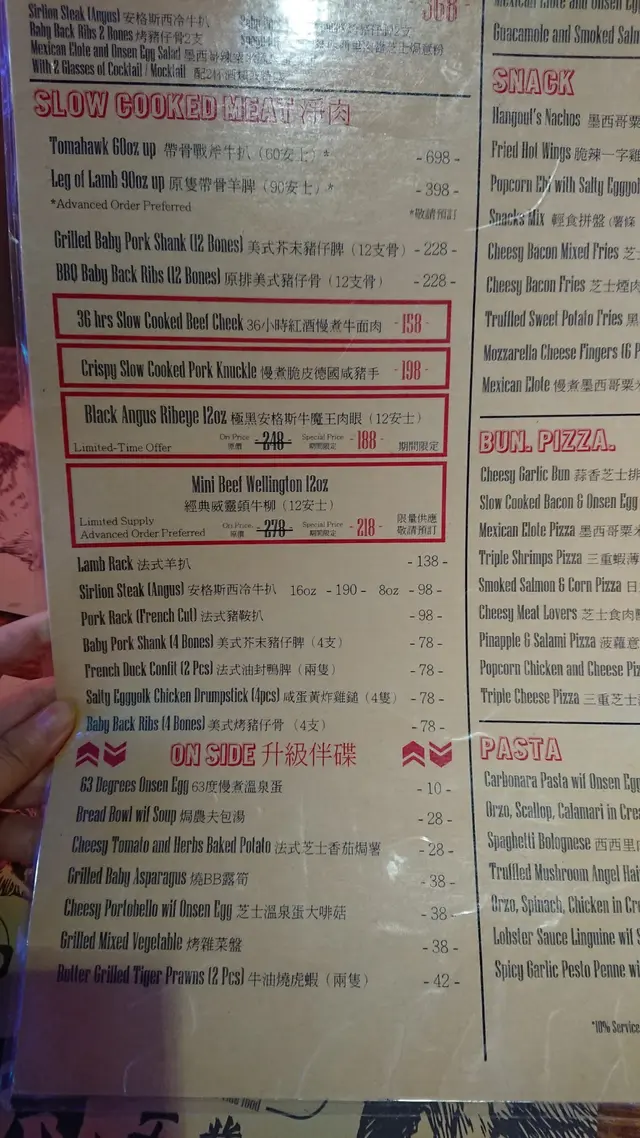 368
Sirlion Steak (Angus) 安格斯西冷牛扒
Baby Back Ribs 2 Bones 烤豬仔骨2支
Mexican Elote and Onsen Egg Salad
With 2 Glasses of Cocktail / Mocktail
SLOW COOKED MEAT 淨肉
Tomahawk 60oz up 帶骨戰斧牛扒（60安士）* - 698 -
Leg of Lamb 90oz up 原隻帶骨羊脾（90安士）* - 398 -
*Advanced Order Preferred *敬請預訂
Grilled Baby Pork Shank (12 Bones) 美式芥末豬仔脾（12支骨） - 228 -
BBQ Baby Back Ribs (12 Bones) 原排美式豬仔骨（12支骨） - 228 -
36 hrs Slow Cooked Beef Cheek 36小時紅酒慢煮牛面肉 - 158 -
Crispy Slow Cooked Pork Knuckle 慢煮脆皮德國咸豬手 - 198 -
Black Angus Ribeye 12oz 極黑安格斯牛魔王肉眼（12安士）
Limited-Time Offer On Price 原價 - 248 - Special Price 期間限定 - 188 - 期間限定
Mini Beef Wellington 12oz
經典威靈頓牛柳（12安士）
Limited Supply 限量供應
Advanced Order Preferred On Price 原價 - 278 - Special Price 期間限定 - 218 - 敬請預訂
Lamb Rack 法式羊扒 - 138 -
Sirlion Steak (Angus) 安格斯西冷牛扒 16oz - 190 - 8oz - 98 -
Pork Rack (French Cut) 法式豬鞍扒 - 98 -
Baby Pork Shank (4 Bones) 美式芥末豬仔脾（4支） - 78 -
French Duck Confit (2 Pcs) 法式油封鴨脾（兩隻） - 78 -
Salty Eggyolk Chicken Drumstick (4pcs) 咸蛋黃炸雞鎚（4隻） - 78 -
Baby Back Ribs (4 Bones) 美式烤豬仔骨（4支） - 78 -
ON SIDE 升級伴碟
63 Degrees Onsen Egg 63度慢煮溫泉蛋 - 10 -
Bread Bowl wif Soup 焗農夫包湯 - 28 -
Cheesy Tomato and Herbs Baked Potato 法式芝士香茄焗薯 - 28 -
Grilled Baby Asparagus 燒BB露筍 - 38 -
Cheesy Portobello wif Onsen Egg 芝士溫泉蛋大啡菇 - 38 -
Grilled Mixed Vegetable 烤雜菜盤 - 38 -
Butter Grilled Tiger Prawns (2 Pcs) 牛油燒虎蝦（兩隻） - 42 -
Mexican Elote and Onsen
Guacamole and Smoked Salm
SNACK
Hangout's Nachos 墨西哥粟
Fried Hot Wings 脆辣一字雞
Popcorn Ebi with Salty Eggyol
Snacks Mix 輕食拼盤（薯條
Cheesy Bacon Mixed Fries 芝
Cheesy Bacon Fries 芝士煙肉
Truffled Sweet Potato Fries 黑
Mozzarella Cheese Fingers (6 P
Mexican Elote 慢煮墨西哥粟米
BUN. PIZZA.
Cheesy Garlic Bun 蒜香芝士排
Slow Cooked Bacon & Onsen Egg
Mexican Elote Pizza 墨西哥粟米
Triple Shrimps Pizza 三重蝦薄
Smoked Salmon & Corn Pizza 日
Cheesy Meal Lovers 芝士食肉獸
Pinapple & Salami Pizza 菠蘿意
Popcorn Chicken and Cheese Piz
Triple Cheese Pizza 三重芝士
PASTA
Carbonara Pasta wif Onsen Egg
Orzo, Scallop, Calamari in Crea
Spaghetti Bolognese 西西里肉
Truffled Mushroom Angel Hai
Orzo, Spinach, Chicken in Cre
Lobster Sauce Linguine wif S
Spicy Garlic Pesto Penne wi
*10% Service